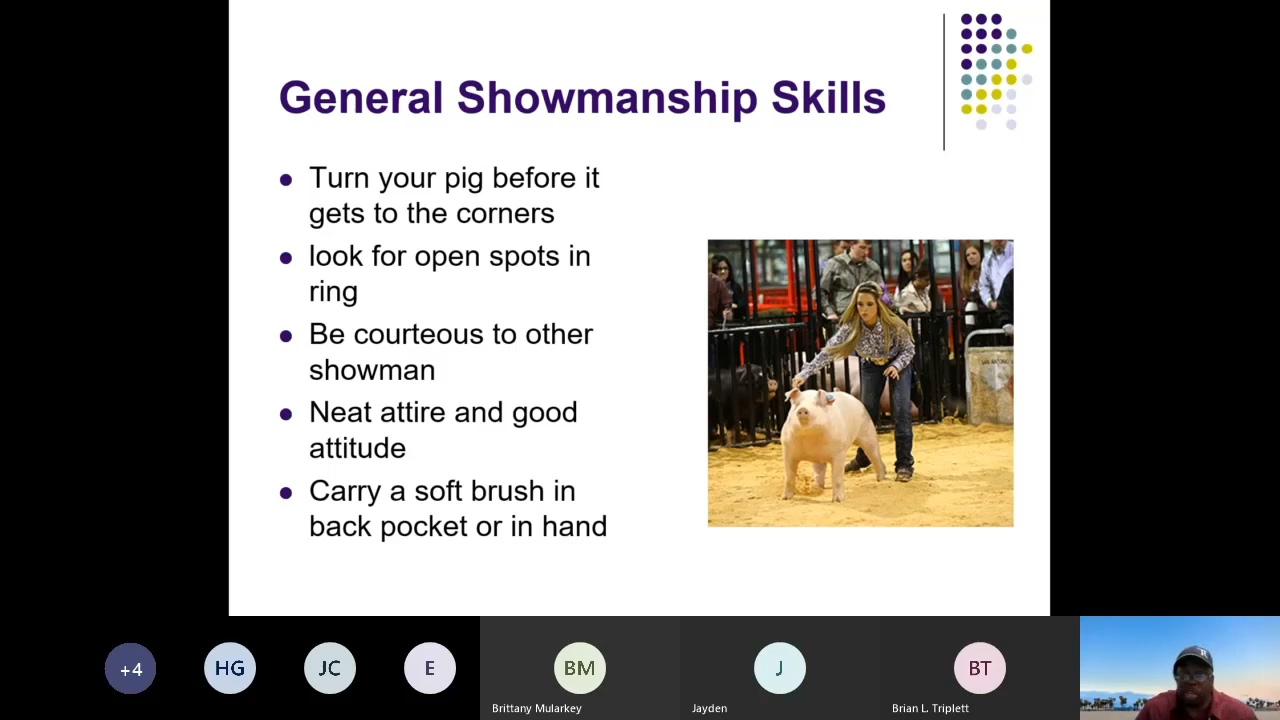 General Showmanship Skills
Turn your pig before it
gets to the corners
look for open spots in
ring
Be courteous to other
showman
Neat attire and good
attitude
Carry a soft brush in
back pocket or in hand
+4
HG
JC
E
BM
J
BT
Brittany Mularkey
Jayden
Brian L. Triplett